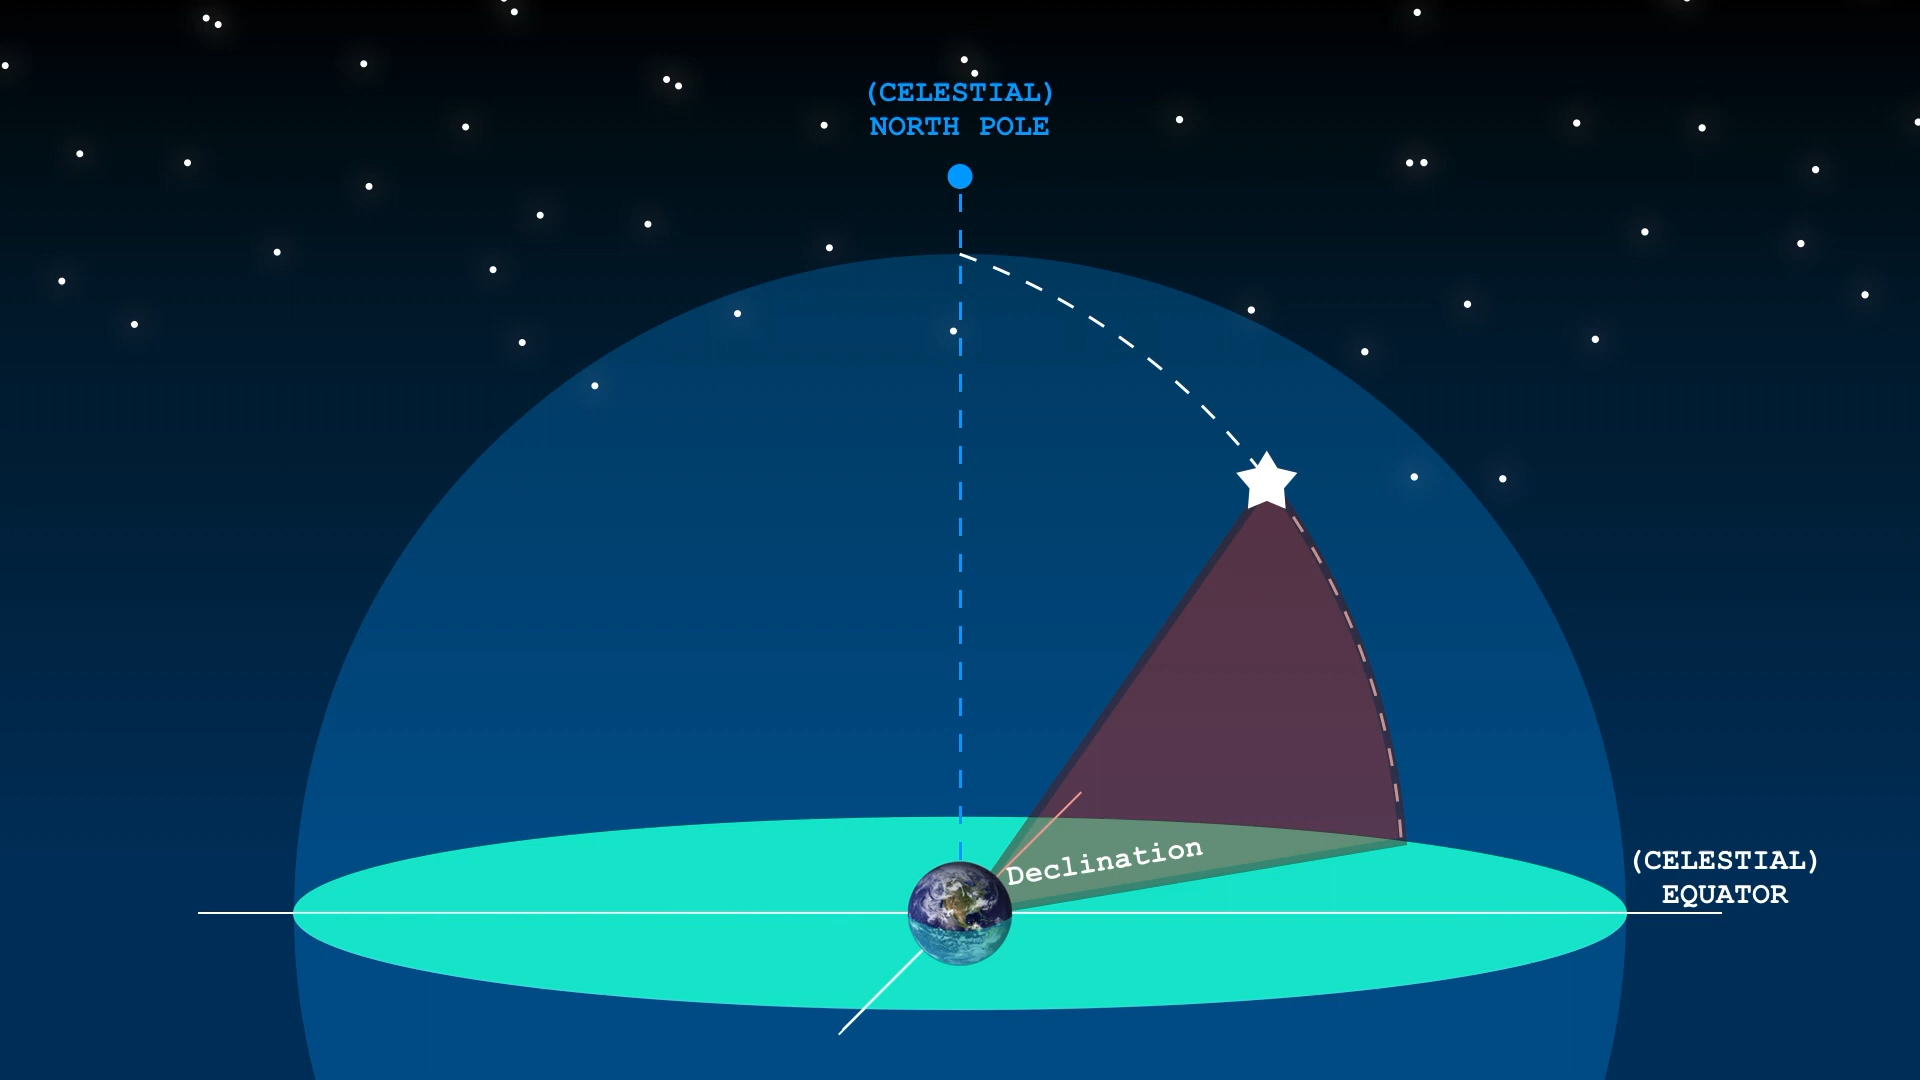 (CELESTIAL)
NORTH POLE
Declination
(CELESTIAL)
EQUATOR